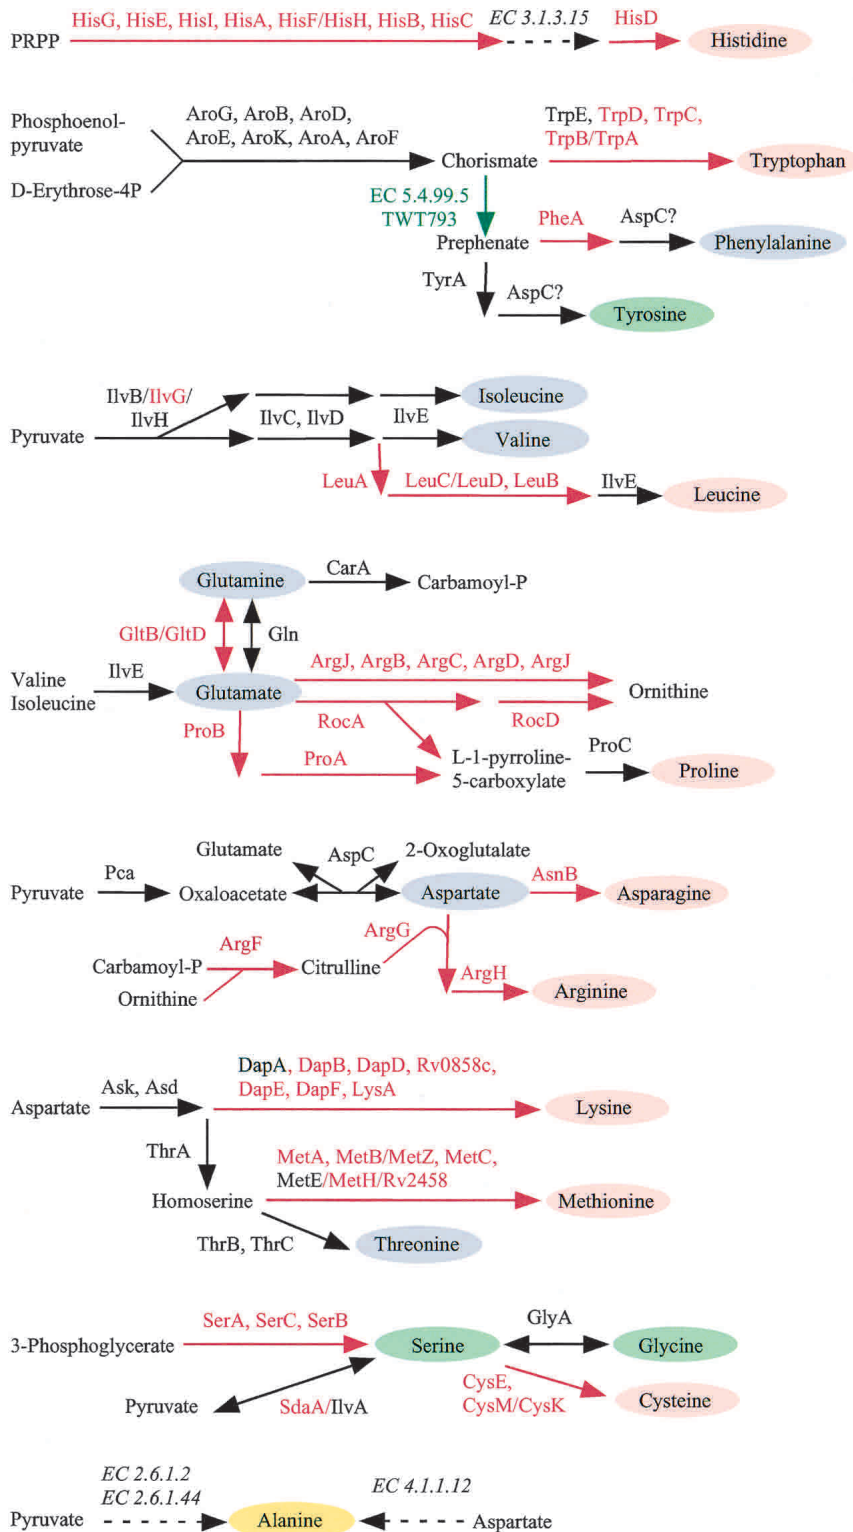 HisG, HisE, HisI, HisA, HisF/HisH, HisB, HisC
EC 3.1.3.15
HisD
PRPP
Histidine
Phosphoenol-
pyruvate
D-Erythrose-4P
AroG, AroB, AroD,
AroE, AroK, AroA, AroF
Chorismate
TrpE, TrpD, TrpC,
TrpB/TrpA
Tryptophan
EC 5.4.99.5
TWT793
Prephenate
PheA
AspC?
Phenylalanine
TyrA
AspC?
Tyrosine
IlvB/IlvG/
IlvH
Isoleucine
IlvC, IlvD
IlvE
Pyruvate
Valine
LeuA
LeuC/LeuD, LeuB
IlvE
Leucine
Glutamine
CarA
Carbamoyl-P
GltB/GltD
Gln
ArgJ, ArgB, ArgC, ArgD, ArgJ
Valine
Isoleucine
IlvE
Glutamate
Ornithine
ProB
RocA
RocD
ProA
L-1-pyrroline-
5-carboxylate
ProC
Proline
Glutamate
AspC
2-Oxoglutalate
Pyruvate
Pca
Oxaloacetate
Aspartate
AsnB
Asparagine
ArgG
ArgF
Carbamoyl-P
Citrulline
Ornithine
ArgH
Arginine
DapA, DapB, DapD, Rv0858c,
DapE, DapF, LysA
Aspartate
Ask, Asd
Lysine
ThrA
MetA, MetB/MetZ, MetC,
MetE/MetH/Rv2458
Homoserine
Methionine
ThrB, ThrC
Threonine
SerA, SerC, SerB
GlyA
3-Phosphoglycerate
Serine
Glycine
Pyruvate
SdaA/IlvA
CysE,
CysM/CysK
Cysteine
EC 2.6.1.2
EC 2.6.1.44
EC 4.1.1.12
Pyruvate
Alanine
Aspartate